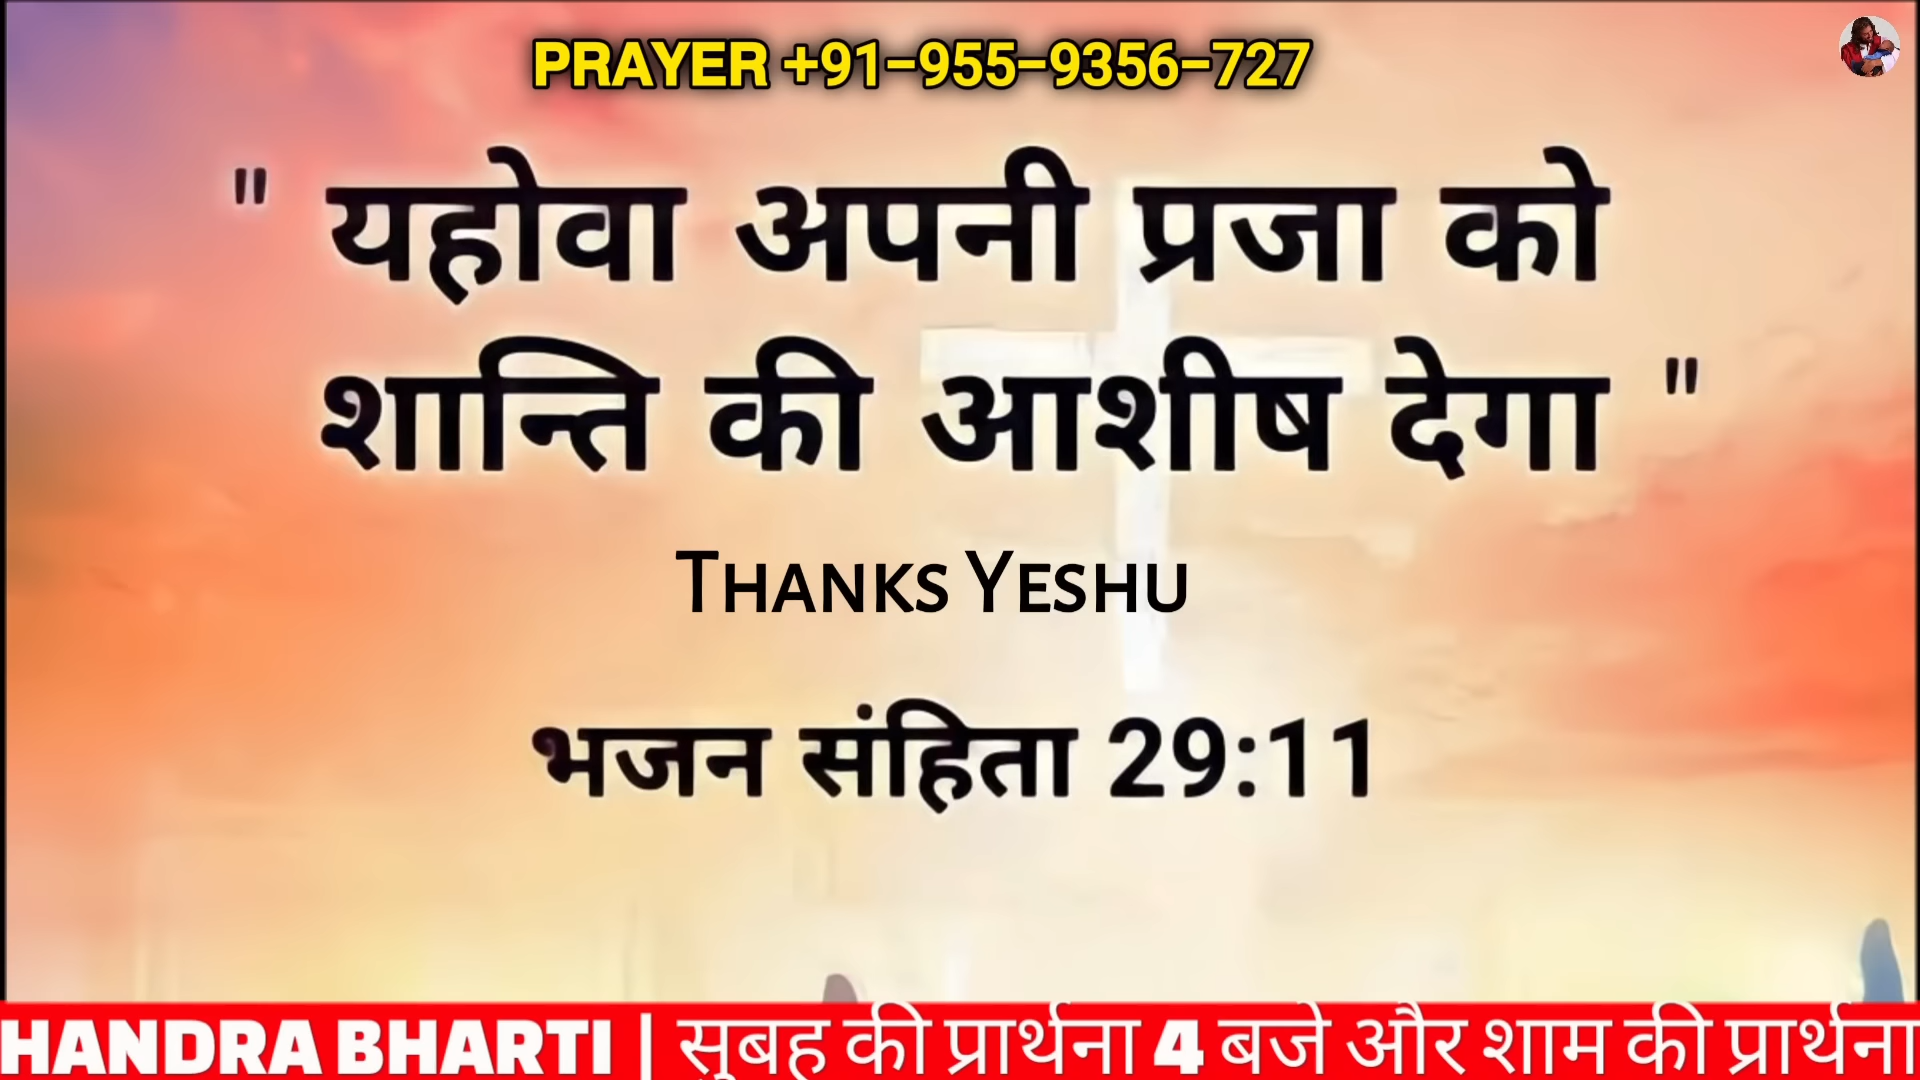 PRAYER +91-955-9356-727
" यहोवा अपनी प्रजा को
शान्ति की आशीष देगा "
THANKS YESHU
भजन संहिता 29:11
HANDRA BHARTI | सुबह की प्रार्थना 4 बजे और शाम की प्रार्थना